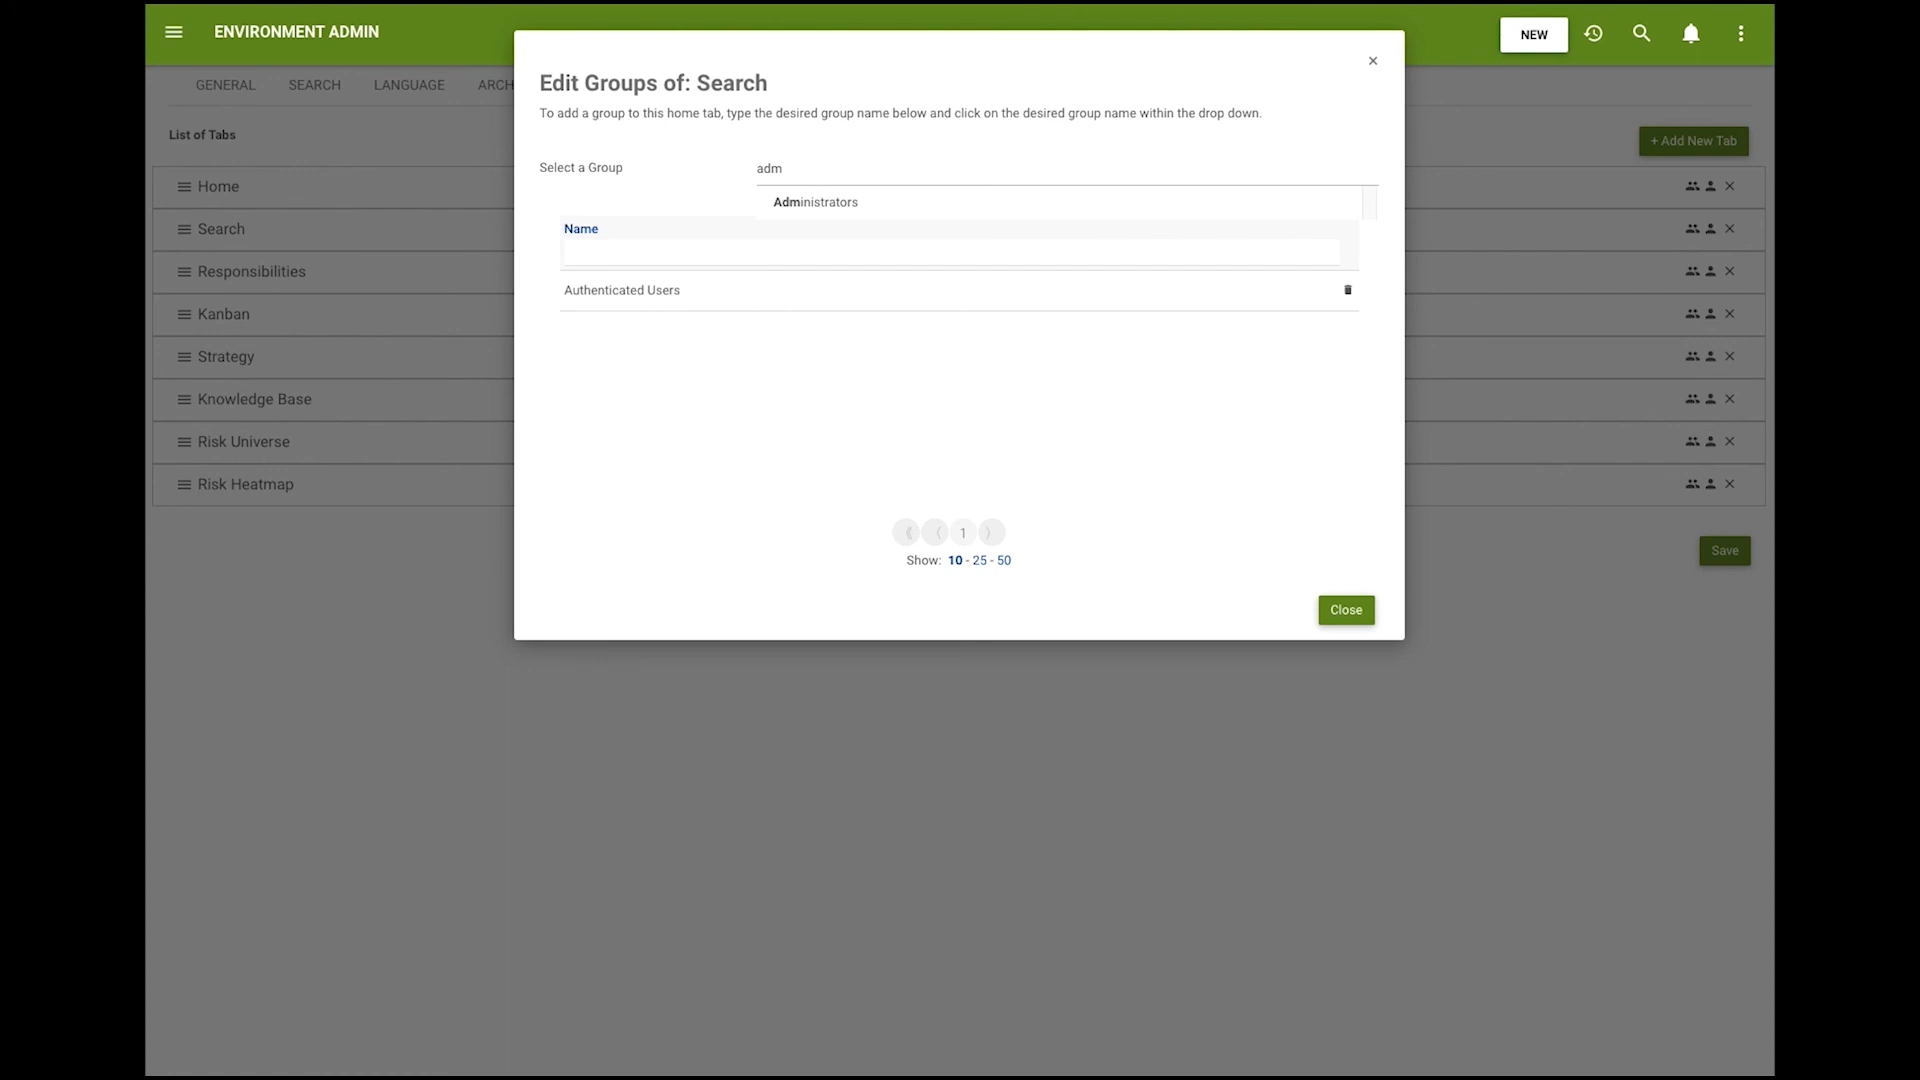 ENVIRONMENT ADMIN
NEW
GENERAL SEARCH LANGUAGE ARCH
List of Tabs
+ Add New Tab
Home
Search
Responsibilities
Kanban
Strategy
Knowledge Base
Risk Universe
Risk Heatmap
Save
Edit Groups of: Search
To add a group to this home tab, type the desired group name below and click on the desired group name within the drop down.
Select a Group adm
Administrators
Name
Authenticated Users
1
Show: 10 - 25 - 50
Close